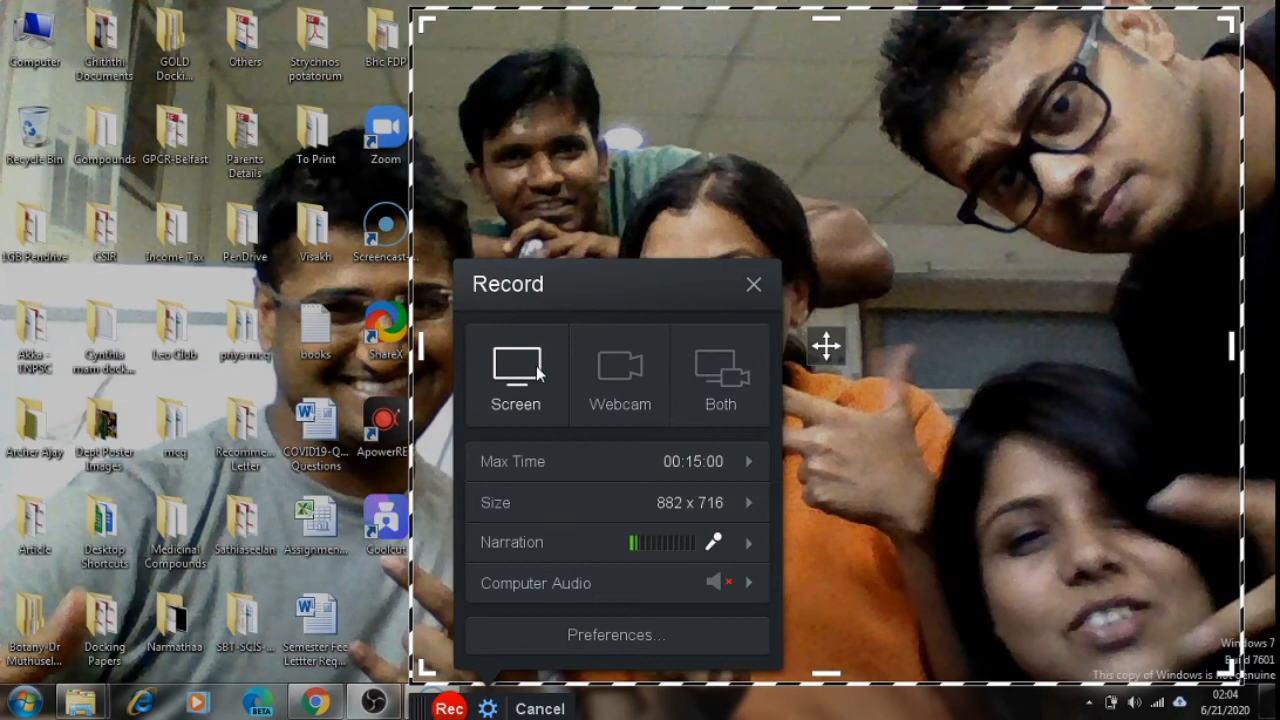 Computer
Chiththi
Documents
GOLD
Docki...
Others
Strychnos
potatorum
Bhc FDP
Recycle Bin
Compounds
GPCR-Belfast
Parents
Details
To Print
Zoom
1GB Pendrive
CSIR
Income Tax
PenDrive
Visakh
Screencast-...
Akka -
TNPSC
Cynthia
mam dock...
Leo Club
priya mcq
books
ShareX
Archer Ajay
Dept Poster
Images
mcq
Recomme...
Letter
COVID19-Q...
Questions
ApowerRE
Article
Desktop
Shortcuts
Medicinal
Compounds
Sathiaseelan
Assignmen...
Coolcut
Botany-Dr
Muthusel...
Docking
Papers
Narmathaa
SBT-SCIS-...
Semester Fee
Lettter Req...
Record
Screen
Webcam
Both
Max Time 00:15:00
Size 882 x 716
Narration
Computer Audio
Preferences...
Windows 7
Build 7601
This copy of Windows is not genuine
BETA
Rec
Cancel
02:04
6/21/2020